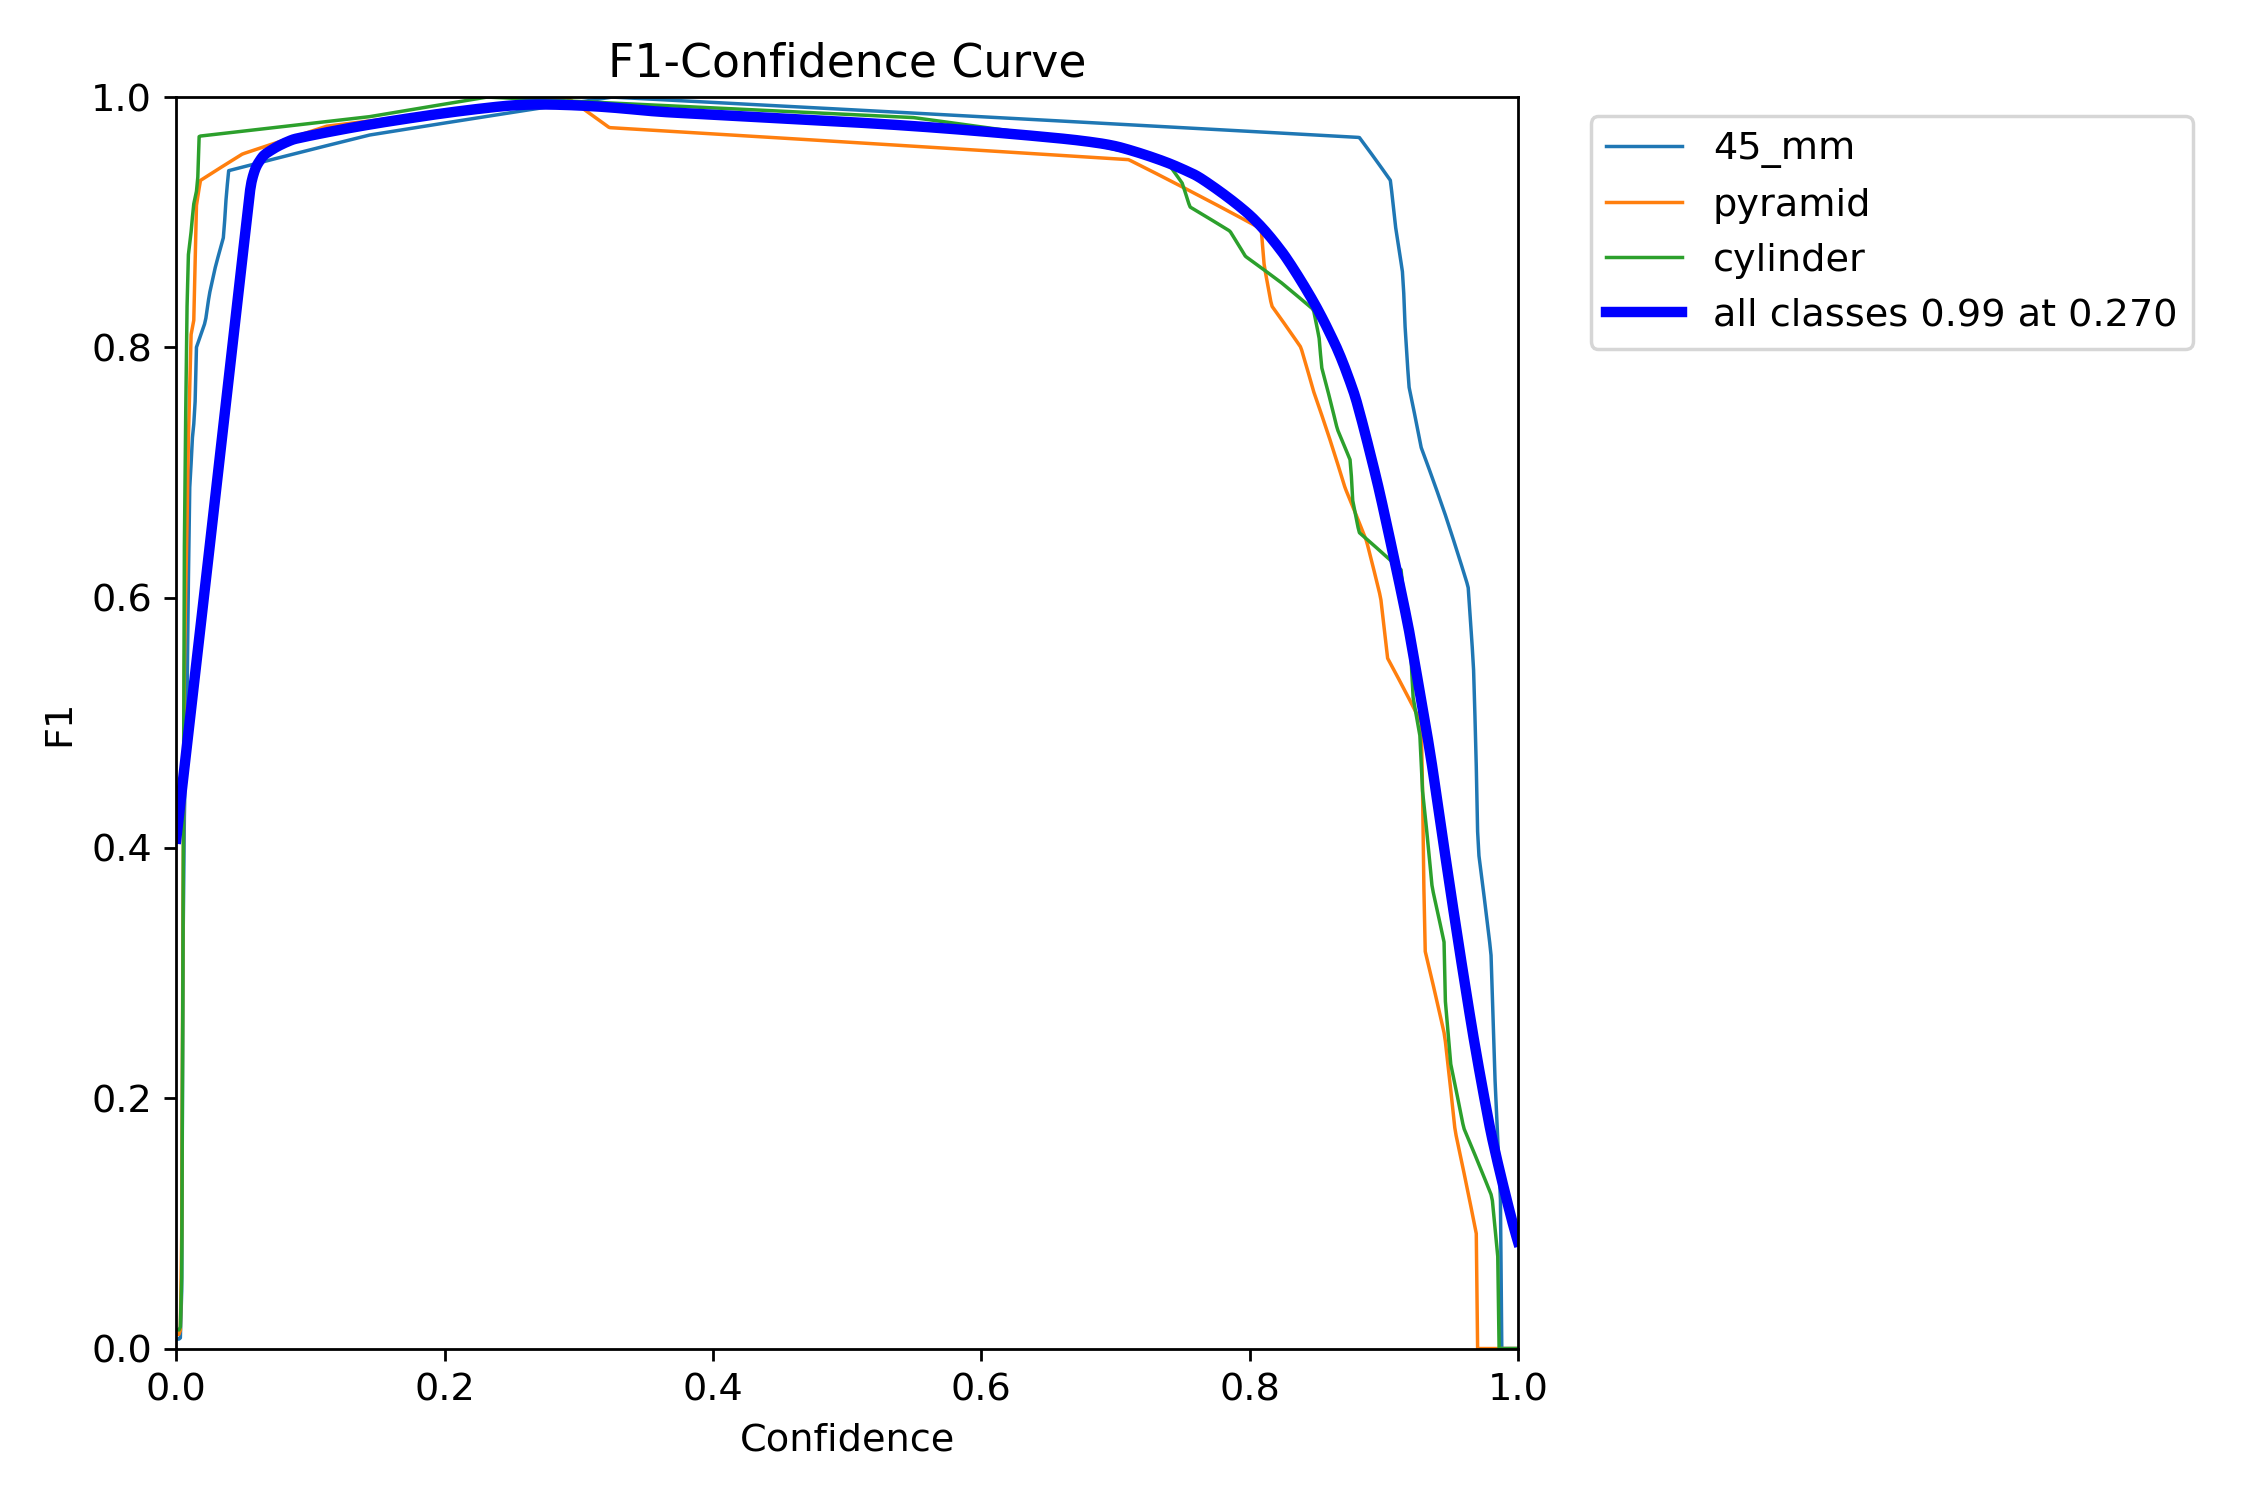 F1-Confidence Curve
1.0
0.8
0.6
0.4
0.2
0.0
F1
0.0 0.2 0.4 0.6 0.8 1.0
Confidence
45_mm
pyramid
cylinder
all classes 0.99 at 0.270